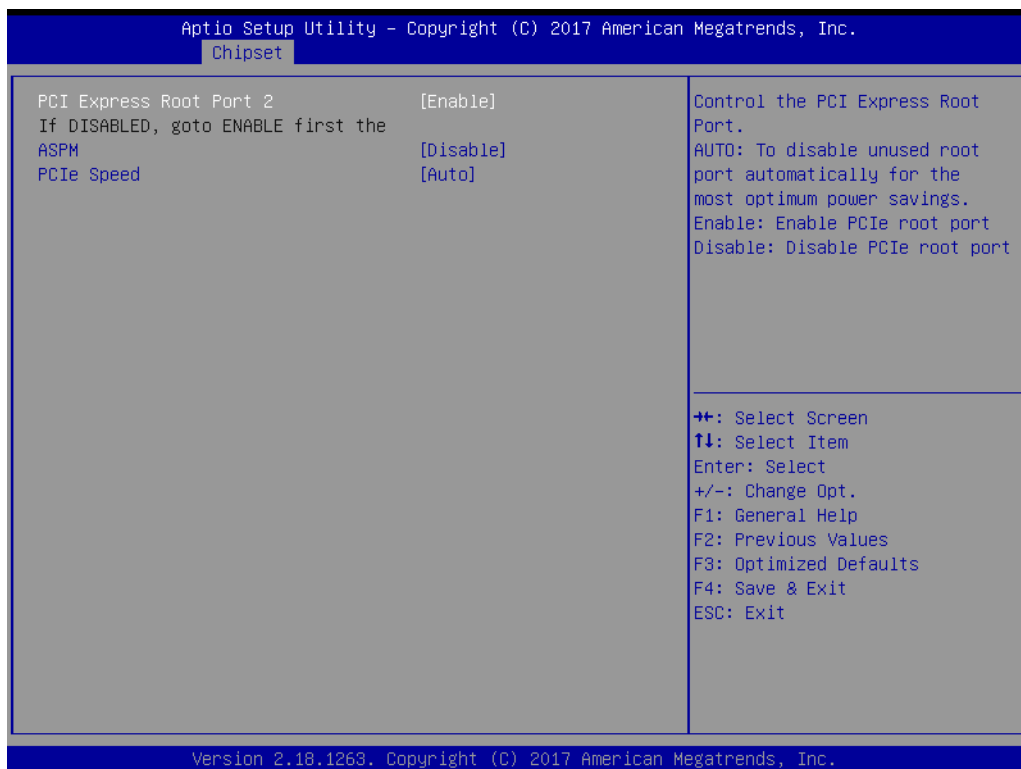 Aptio Setup Utility – Copyright (C) 2017 American Megatrends, Inc.
Chipset
PCI Express Root Port 2 [Enable]
If DISABLED, goto ENABLE first the
ASPM [Disable]
PCIe Speed [Auto]
Control the PCI Express Root
Port.
AUTO: To disable unused root
port automatically for the
most optimum power savings.
Enable: Enable PCIe root port
Disable: Disable PCIe root port
→←: Select Screen
↑↓: Select Item
Enter: Select
+/-: Change Opt.
F1: General Help
F2: Previous Values
F3: Optimized Defaults
F4: Save & Exit
ESC: Exit
Version 2.18.1263. Copyright (C) 2017 American Megatrends, Inc.